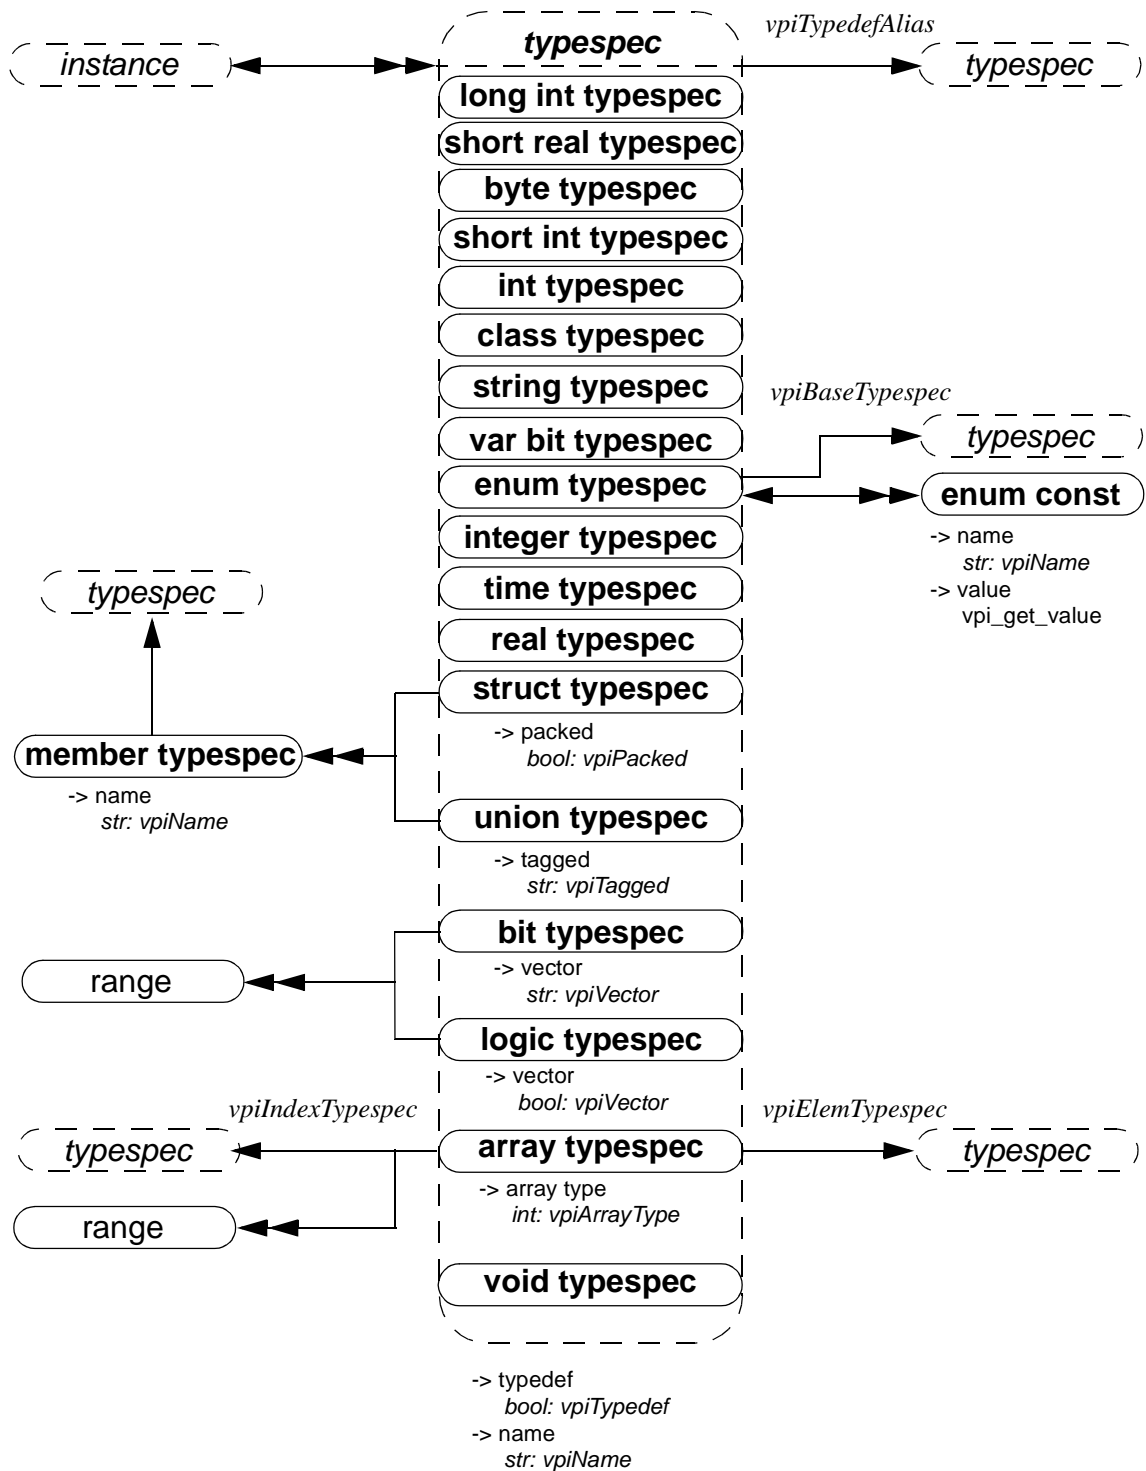 vpiTypedefAlias
typespec
instance
typespec
long int typespec
short real typespec
byte typespec
short int typespec
int typespec
class typespec
string typespec
vpiBaseTypespec
var bit typespec
typespec
enum typespec
enum const
-> name
str: vpiName
-> value
vpi_get_value
integer typespec
time typespec
typespec
real typespec
struct typespec
-> packed
bool: vpiPacked
member typespec
-> name
str: vpiName
union typespec
-> tagged
str: vpiTagged
bit typespec
-> vector
str: vpiVector
range
logic typespec
-> vector
bool: vpiVector
vpiIndexTypespec
vpiElemTypespec
typespec
array typespec
typespec
-> array type
int: vpiArrayType
range
void typespec
-> typedef
bool: vpiTypedef
-> name
str: vpiName